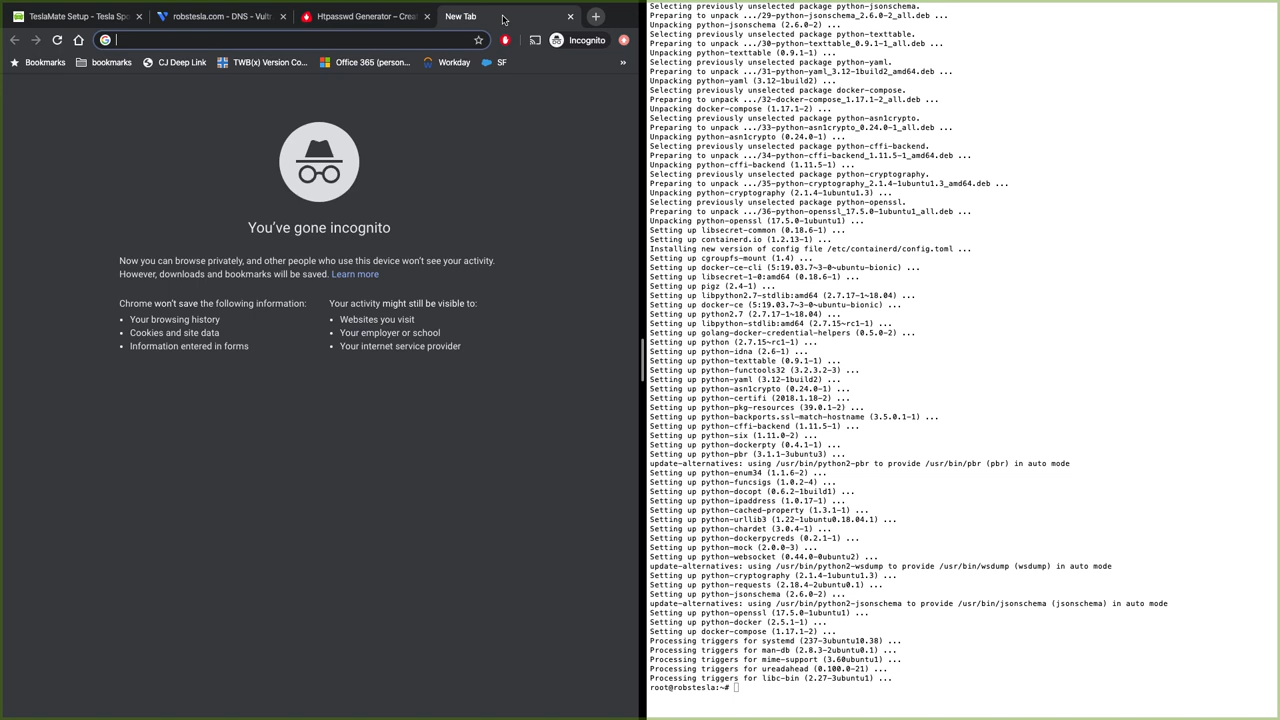 TeslaMate Setup - Tesla Spe
robstesla.com - DNS - Vultr
Htpasswd Generator – Creat
New Tab
Incognito
Bookmarks
bookmarks
CJ Deep Link
TWB(x) Version Co...
Office 365 (person...
Workday
SF
»
You've gone incognito
Now you can browse privately, and other people who use this device won't see your activity.
However, downloads and bookmarks will be saved. Learn more
Chrome won't save the following information:
• Your browsing history
• Cookies and site data
• Information entered in forms
Your activity might still be visible to:
• Websites you visit
• Your employer or school
• Your internet service provider
Selecting previously unselected package python-jsonschema.
Preparing to unpack .../29-python-jsonschema_2.6.0-2_all.deb ...
Unpacking python-jsonschema (2.6.0-2) ...
Selecting previously unselected package python-texttable.
Preparing to unpack .../30-python-texttable_0.9.1-1_all.deb ...
Unpacking python-texttable (0.9.1-1) ...
Selecting previously unselected package python-yaml.
Preparing to unpack .../31-python-yaml_3.12-1build2_amd64.deb ...
Unpacking python-yaml (3.12-1build2) ...
Selecting previously unselected package docker-compose.
Preparing to unpack .../32-docker-compose_1.17.1-2_all.deb ...
Unpacking docker-compose (1.17.1-2) ...
Selecting previously unselected package python-asn1crypto.
Preparing to unpack .../33-python-asn1crypto_0.24.0-1_all.deb ...
Unpacking python-asn1crypto (0.24.0-1) ...
Selecting previously unselected package python-cffi-backend.
Preparing to unpack .../34-python-cffi-backend_1.11.5-1_amd64.deb ...
Unpacking python-cffi-backend (1.11.5-1) ...
Selecting previously unselected package python-cryptography.
Preparing to unpack .../35-python-cryptography_2.1.4-1ubuntu1.3_amd64.deb ...
Unpacking python-cryptography (2.1.4-1ubuntu1.3) ...
Selecting previously unselected package python-openssl.
Preparing to unpack .../36-python-openssl_17.5.0-1ubuntu1_all.deb ...
Unpacking python-openssl (17.5.0-1ubuntu1) ...
Setting up libsecret-common (0.18.6-1) ...
Setting up containerd.io (1.2.13-1) ...
Installing new version of config file /etc/containerd/config.toml ...
Setting up cgroupfs-mount (1.4) ...
Setting up docker-ce-cli (5:19.03.7~3-0~ubuntu-bionic) ...
Setting up libsecret-1-0:amd64 (0.18.6-1) ...
Setting up pigz (2.4-1) ...
Setting up libpython2.7-stdlib:amd64 (2.7.17-1~18.04) ...
Setting up docker-ce (5:19.03.7~3-0~ubuntu-bionic) ...
Setting up python2.7 (2.7.17-1~18.04) ...
Setting up libpython-stdlib:amd64 (2.7.15~rc1-1) ...
Setting up golang-docker-credential-helpers (0.5.0-2) ...
Setting up python (2.7.15~rc1-1) ...
Setting up python-idna (2.6-1) ...
Setting up python-texttable (0.9.1-1) ...
Setting up python-functools32 (3.2.3.2-3) ...
Setting up python-yaml (3.12-1build2) ...
Setting up python-asn1crypto (0.24.0-1) ...
Setting up python-certifi (2018.1.18-2) ...
Setting up python-pkg-resources (39.0.1-2) ...
Setting up python-backports.ssl-match-hostname (3.5.0.1-1) ...
Setting up python-cffi-backend (1.11.5-1) ...
Setting up python-six (1.11.0-2) ...
Setting up python-dockerpty (0.4.1-1) ...
Setting up python-pbr (3.1.1-3ubuntu3) ...
update-alternatives: using /usr/bin/python2-pbr to provide /usr/bin/pbr (pbr) in auto mode
Setting up python-enum34 (1.1.6-2) ...
Setting up python-funcsigs (1.0.2-4) ...
Setting up python-docopt (0.6.2-1build1) ...
Setting up python-ipaddress (1.0.17-1) ...
Setting up python-cached-property (1.3.1-1) ...
Setting up python-urllib3 (1.22-1ubuntu0.18.04.1) ...
Setting up python-chardet (3.0.4-1) ...
Setting up python-dockerpycreds (0.2.1-1) ...
Setting up python-mock (2.0.0-3) ...
Setting up python-websocket (0.44.0-0ubuntu2) ...
update-alternatives: using /usr/bin/python2-wsdump to provide /usr/bin/wsdump (wsdump) in auto mode
Setting up python-cryptography (2.1.4-1ubuntu1.3) ...
Setting up python-requests (2.18.4-2ubuntu0.1) ...
Setting up python-jsonschema (2.6.0-2) ...
update-alternatives: using /usr/bin/python2-jsonschema to provide /usr/bin/jsonschema (jsonschema) in auto mode
Setting up python-openssl (17.5.0-1ubuntu1) ...
Setting up python-docker (2.5.1-1) ...
Setting up docker-compose (1.17.1-2) ...
Processing triggers for systemd (237-3ubuntu10.38) ...
Processing triggers for man-db (2.8.3-2ubuntu0.1) ...
Processing triggers for mime-support (3.60ubuntu1) ...
Processing triggers for ureadahead (0.100.0-21) ...
Processing triggers for libc-bin (2.27-3ubuntu1) ...
root@robstesla:~#